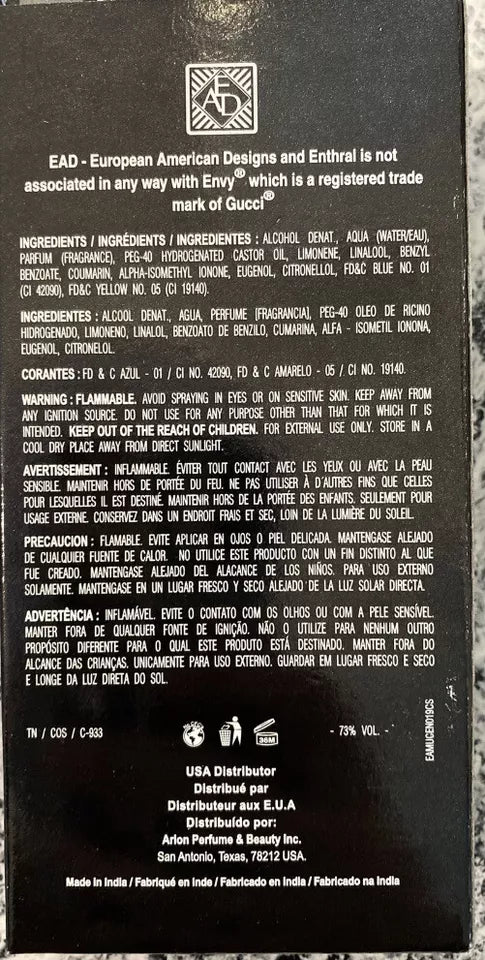 EAD
EAD - European American Designs and Enthral is not
associated in any way with Envy® which is a registered trade
mark of Gucci®
INGREDIENTS / INGRÉDIENTS / INGREDIENTES : ALCOHOL DENAT., AQUA (WATER/EAU),
PARFUM (FRAGRANCE), PEG-40 HYDROGENATED CASTOR OIL, LIMONENE, LINALOOL, BENZYL
BENZOATE, COUMARIN, ALPHA-ISOMETHYL IONONE, EUGENOL, CITRONELLOL, FD&C BLUE NO. 01
(CI 42090), FD&C YELLOW NO. 05 (CI 19140).
INGREDIENTES : ALCOOL DENAT., AGUA, PERFUME [FRAGRANCIA], PEG-40 OLEO DE RICINO
HIDROGENADO, LIMONENO, LINALOL, BENZOATO DE BENZILO, CUMARINA, ALFA - ISOMETIL IONONA,
EUGENOL, CITRONELOL.
CORANTES : FD & C AZUL - 01 / CI NO. 42090, FD & C AMARELO - 05 / CI NO. 19140.
WARNING : FLAMMABLE. AVOID SPRAYING IN EYES OR ON SENSITIVE SKIN. KEEP AWAY FROM
ANY IGNITION SOURCE. DO NOT USE FOR ANY PURPOSE OTHER THAN THAT FOR WHICH IT IS
INTENDED. KEEP OUT OF THE REACH OF CHILDREN. FOR EXTERNAL USE ONLY. STORE IN A
COOL DRY PLACE AWAY FROM DIRECT SUNLIGHT.
AVERTISSEMENT : INFLAMMABLE. ÉVITER TOUT CONTACT AVEC LES YEUX OU AVEC LA PEAU
SENSIBLE. MAINTENIR HORS DE PORTÉE DU FEU. NE PAS UTILISER À D'AUTRES FINS QUE CELLES
POUR LESQUELLES IL EST DESTINÉ. MAINTENIR HORS DE LA PORTÉE DES ENFANTS. SEULEMENT POUR
USAGE EXTERNE. CONSERVEZ DANS UN ENDROIT FRAIS ET SEC, LOIN DE LA LUMIÈRE DU SOLEIL.
PRECAUCION : FLAMABLE. EVITE APLICAR EN OJOS O PIEL DELICADA. MANTENGASE ALEJADO
DE CUALQUIER FUENTE DE CALOR. NO UTILICE ESTE PRODUCTO CON UN FIN DISTINTO AL QUE
FUE CREADO. MANTENGASE ALEJADO DEL ALACANCE DE LOS NIÑOS. PARA USO EXTERNO
SOLAMENTE. MANTENGASE EN UN LUGAR FRESCO Y SECO ALEJADO DE LA LUZ SOLAR DIRECTA.
ADVERTÊNCIA : INFLAMÁVEL. EVITE O CONTATO COM OS OLHOS OU COM A PELE SENSÍVEL.
MANTER FORA DE QUALQUER FONTE DE IGNIÇÃO. NÃO O UTILIZE PARA NENHUM OUTRO
PROPÓSITO DIFERENTE PARA O QUAL ESTE PRODUTO ESTÁ DESTINADO. MANTER FORA DO
ALCANCE DAS CRIANÇAS. UNICAMENTE PARA USO EXTERNO. GUARDAR EM LUGAR FRESCO E SECO
E LONGE DA LUZ DIRETA DO SOL.
TN / COS / C-933
36M
- 73% VOL. -
EAMUCEN019CS
USA Distributor
Distribué par
Distributeur aux E.U.A
Distribuído por:
Arion Perfume & Beauty Inc.
San Antonio, Texas, 78212 USA.
Made in India / Fabriqué en Inde / Fabricado en India / Fabricado na India